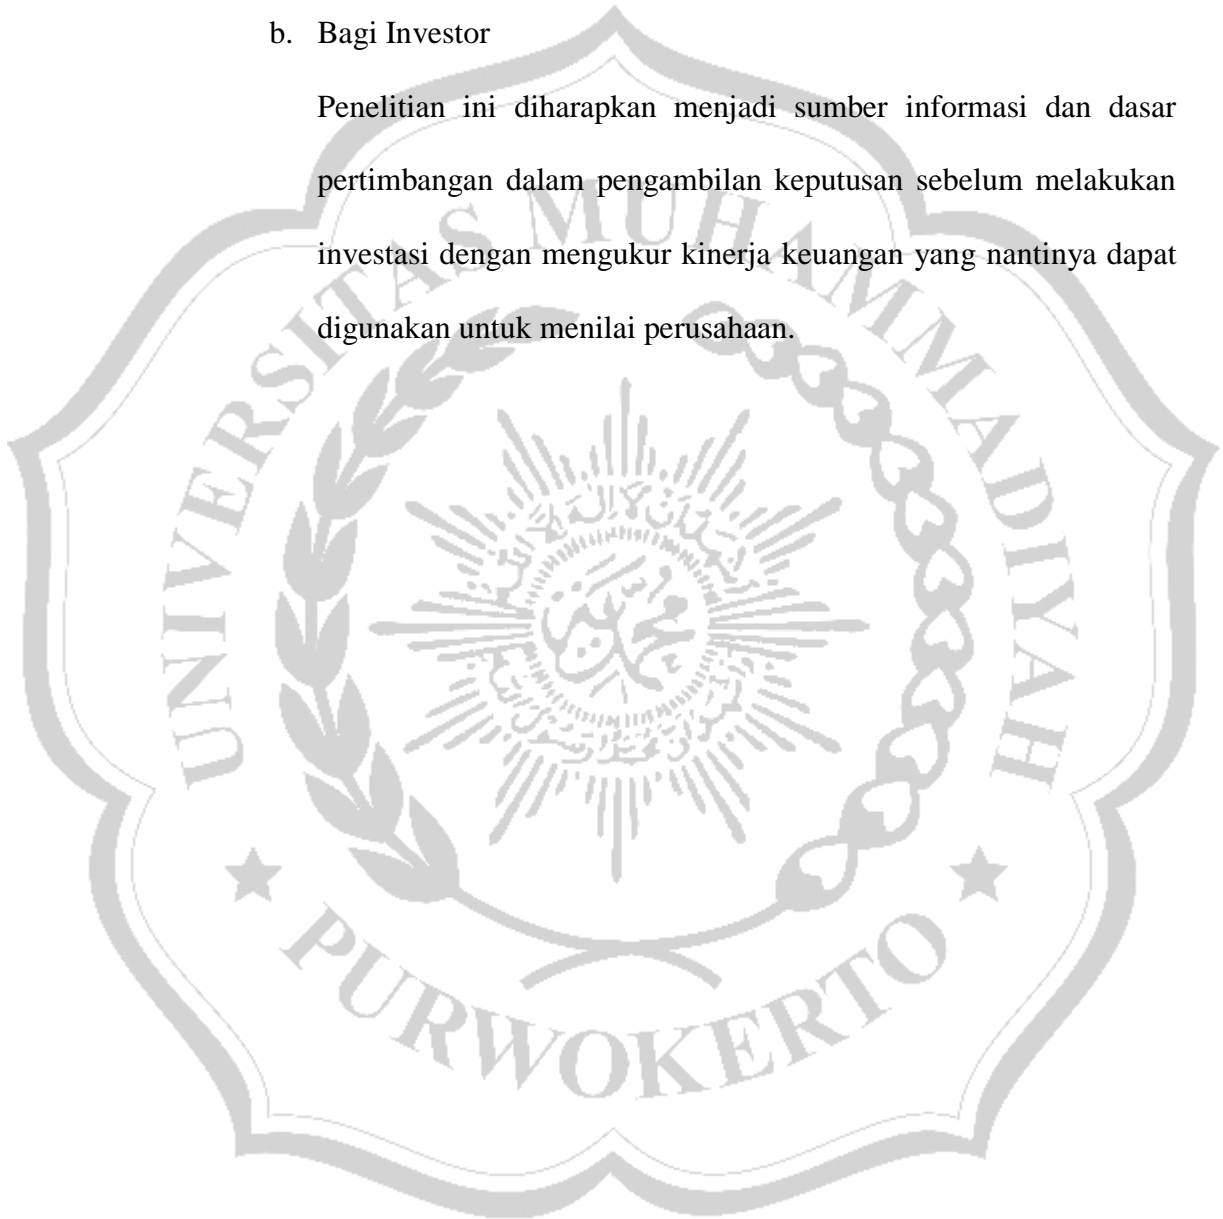 b. Bagi Investor
Penelitian ini diharapkan menjadi sumber informasi dan dasar
pertimbangan dalam pengambilan keputusan sebelum melakukan
investasi dengan mengukur kinerja keuangan yang nantinya dapat
digunakan untuk menilai perusahaan.
UNIVERSITAS MUHAMMADIYAH
PURWOKERTO